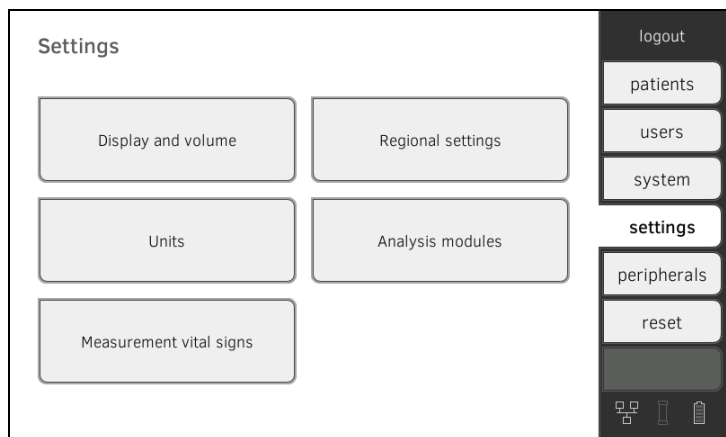 Settings
Display and volume
Regional settings
Units
Analysis modules
Measurement vital signs
logout
patients
users
system
settings
peripherals
reset